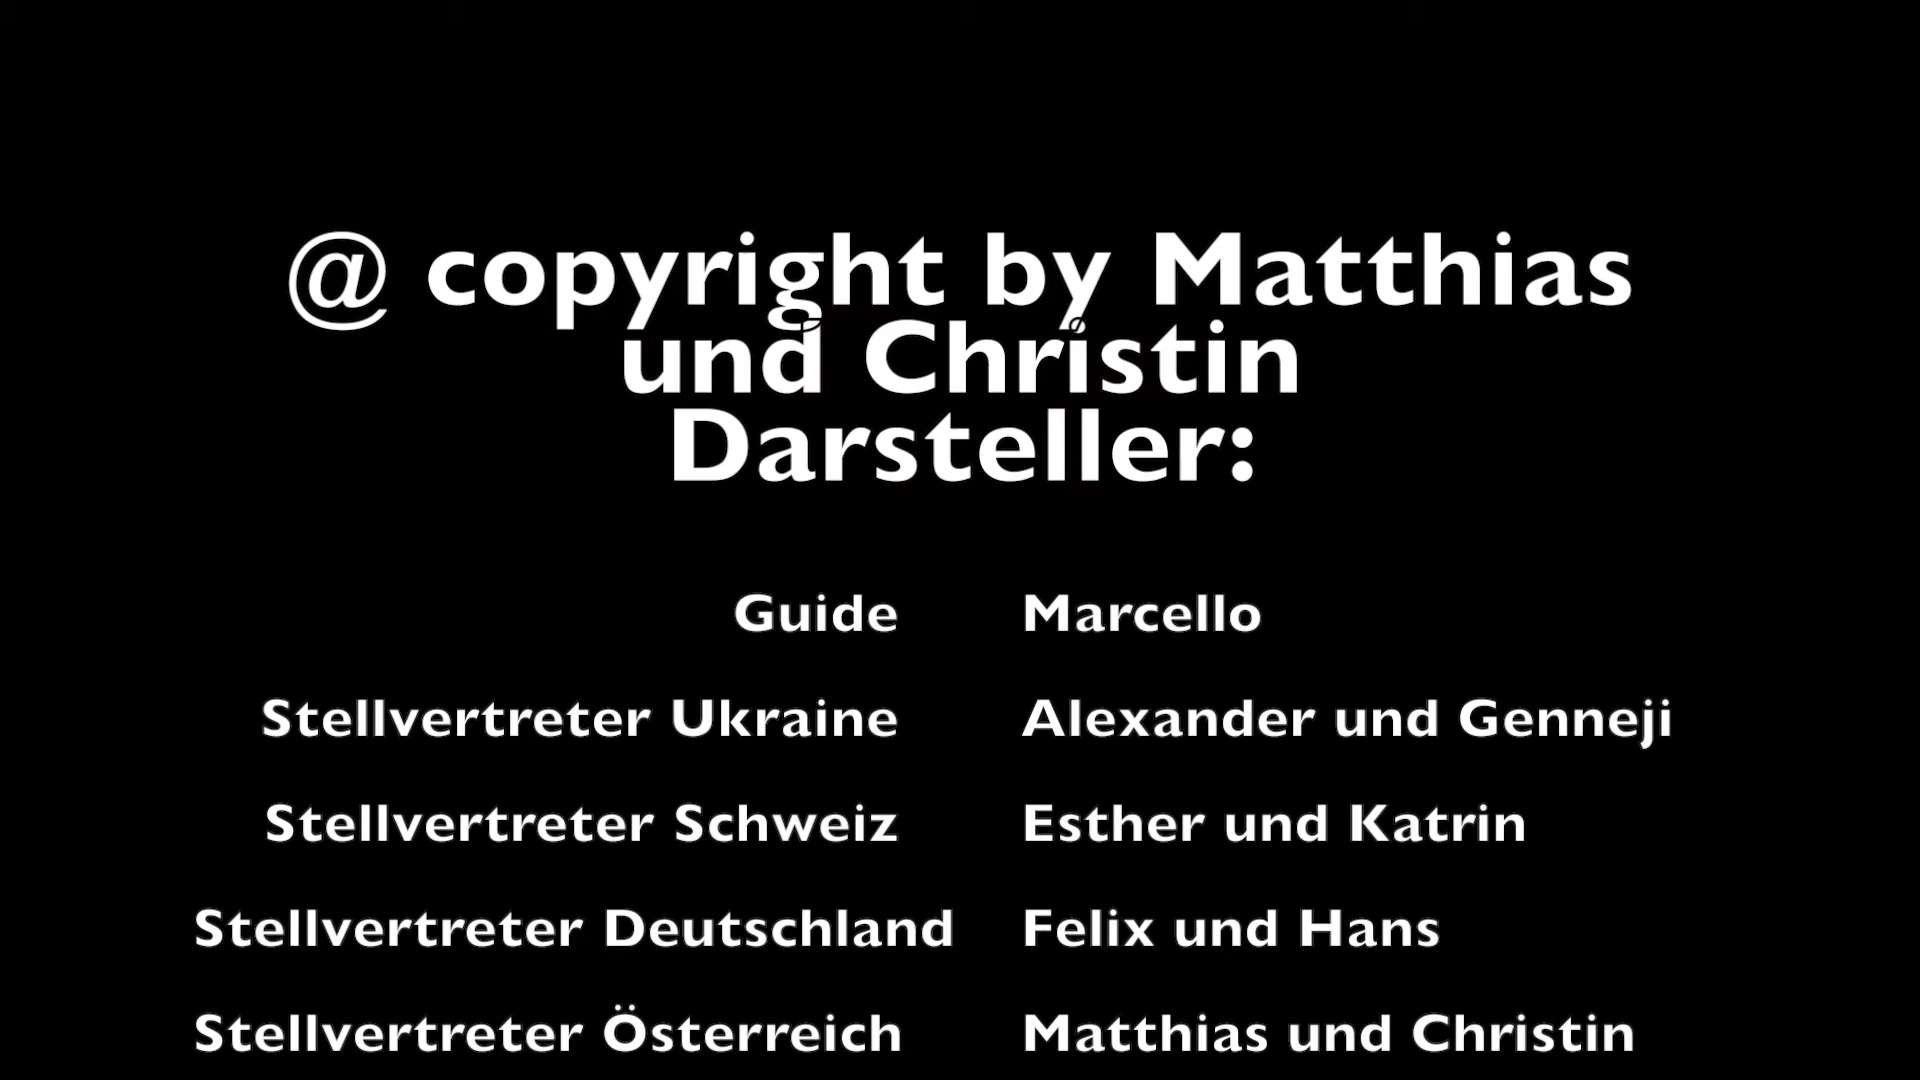 @ copyright by Matthias
und Christin
Darsteller:
Guide Marcello
Stellvertreter Ukraine Alexander und Genneji
Stellvertreter Schweiz Esther und Katrin
Stellvertreter Deutschland Felix und Hans
Stellvertreter Österreich Matthias und Christin